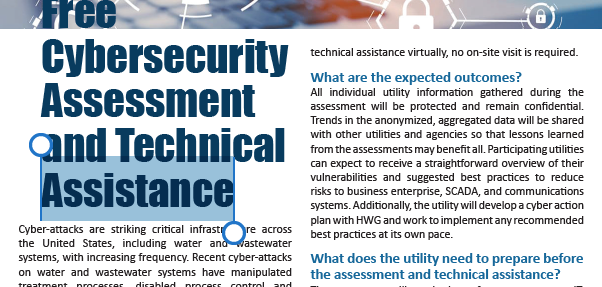 Free
Cybersecurity
Assessment
and Technical
Assistance
Cyber-attacks are striking critical infrastructure across
the United States, including water and wastewater
systems, with increasing frequency. Recent cyber-attacks
on water and wastewater systems have manipulated
treatment processes, disabled process control and
technical assistance virtually, no on-site visit is required.
What are the expected outcomes?
All individual utility information gathered during the
assessment will be protected and remain confidential.
Trends in the anonymized, aggregated data will be shared
with other utilities and agencies so that lessons learned
from the assessments may benefit all. Participating utilities
can expect to receive a straightforward overview of their
vulnerabilities and suggested best practices to reduce
risks to business enterprise, SCADA, and communications
systems. Additionally, the utility will develop a cyber action
plan with HWG and work to implement any recommended
best practices at its own pace.
What does the utility need to prepare before
the assessment and technical assistance?